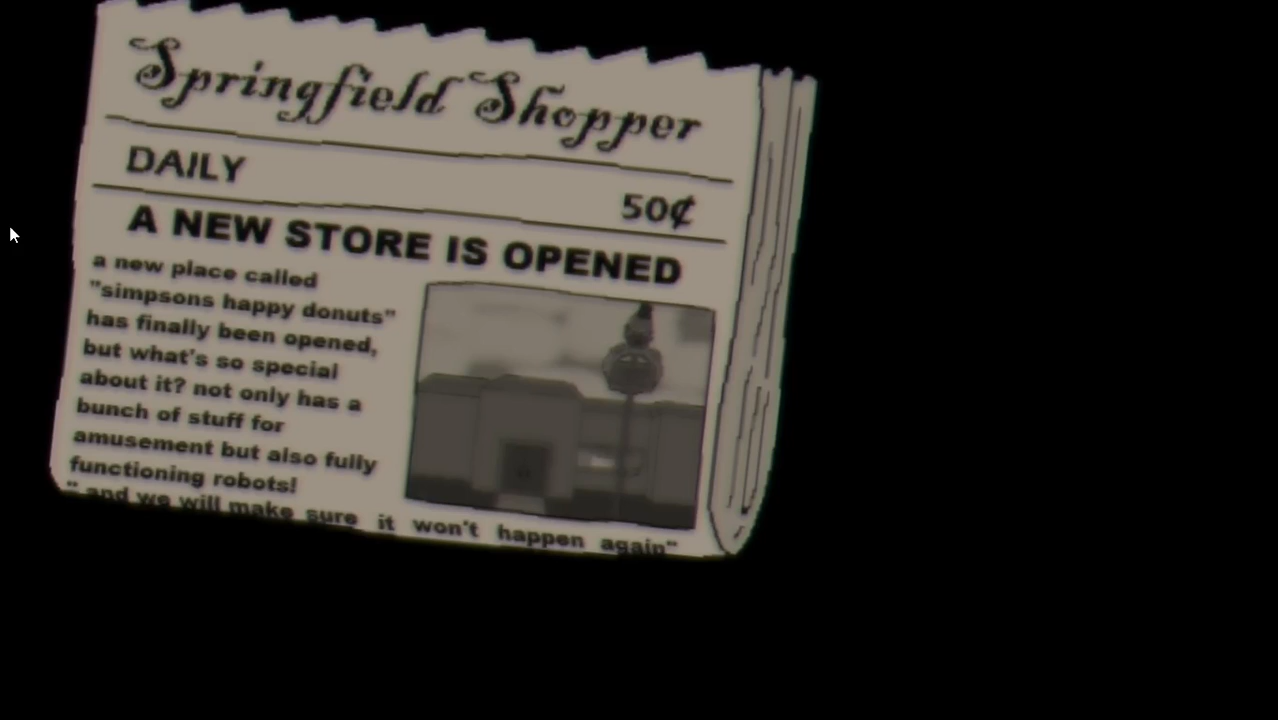 Springfield Shopper
DAILY
50¢
A NEW STORE IS OPENED
a new place called
"simpsons happy donuts"
has finally been opened,
but what's so special
about it? not only has a
bunch of stuff for
amusement but also fully
functioning robots!
" and we will make sure it won't happen again"